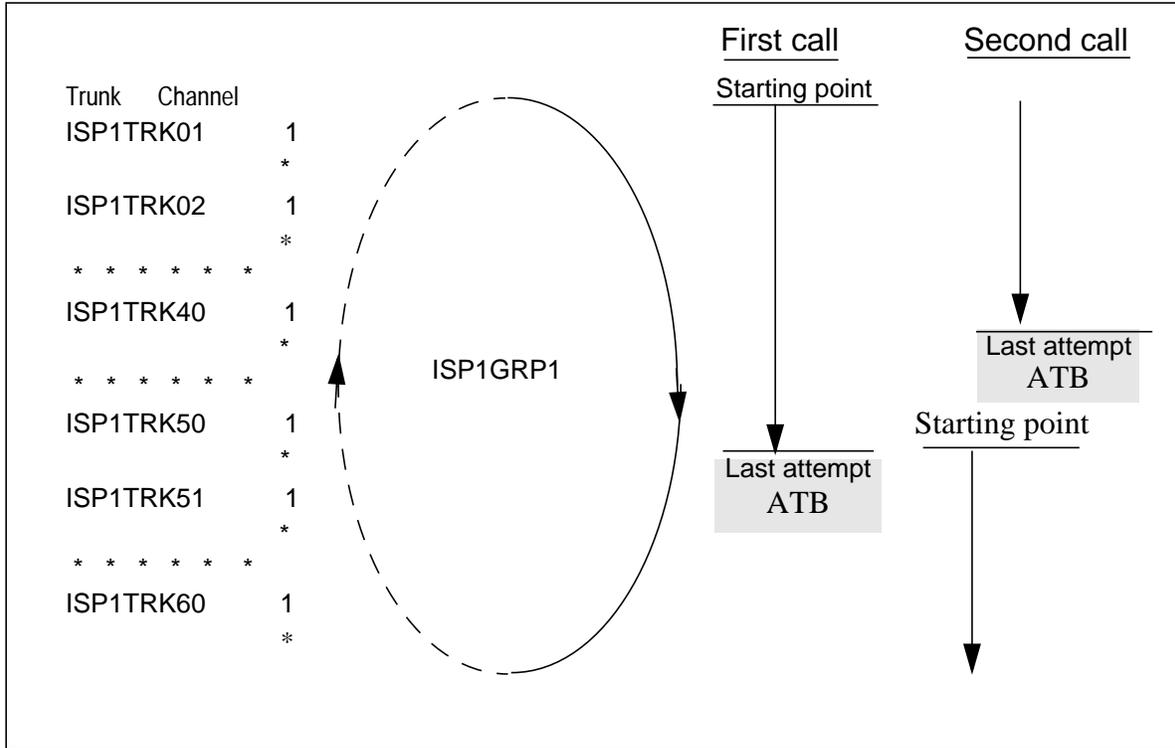 First call
Second call
Trunk Channel
Starting point
ISP1TRK01 1
*
ISP1TRK02 1
*
* * * * * *
ISP1TRK40 1
*
ISP1GRP1
Last attempt
ATB
* * * * * *
ISP1TRK50 1
*
Starting point
Last attempt
ATB
ISP1TRK51 1
*
* * * * * *
ISP1TRK60 1
*